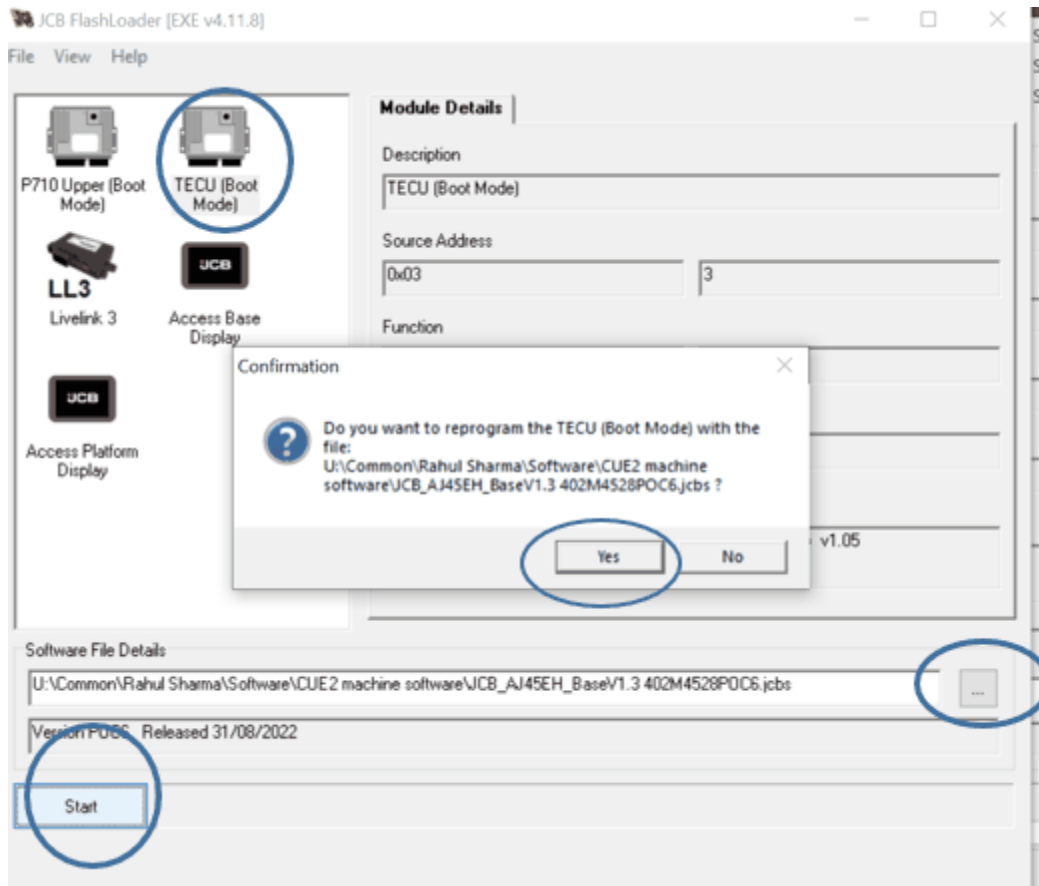 JCB FlashLoader [EXE v4.11.8]
File View Help
P710 Upper (Boot
Mode)
TECU (Boot
Mode)
JCB
LL3
Livelink 3
Access Base
Display
JCB
Access Platform
Display
Module Details
Description
TECU (Boot Mode)
Source Address
0x03 3
Function
Confirmation
Do you want to reprogram the TECU (Boot Mode) with the
file:
U:\Common\Rahul Sharma\Software\CUE2 machine
software\JCB_AJ45EH_BaseV1.3 402M4528POC6.jcbs ?
Yes No
v1.05
Software File Details
U:\Common\Rahul Sharma\Software\CUE2 machine software\JCB_AJ45EH_BaseV1.3 402M4528POC6.jcbs
...
Version POC6 Released 31/08/2022
Start